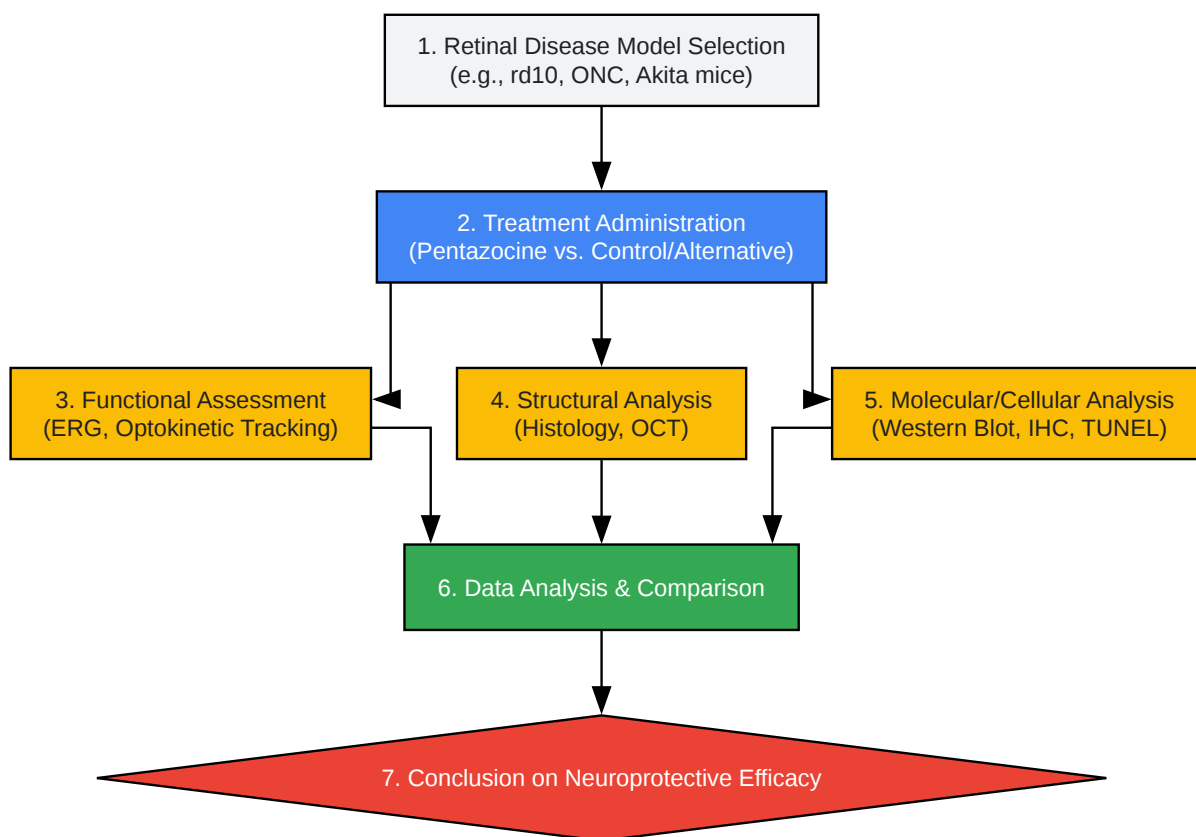 1. Retinal Disease Model Selection
(e.g., rd10, ONC, Akita mice)
2. Treatment Administration
(Pentazocine vs. Control/Alternative)
3. Functional Assessment
(ERG, Optokinetic Tracking)
4. Structural Analysis
(Histology, OCT)
5. Molecular/Cellular Analysis
(Western Blot, IHC, TUNEL)
6. Data Analysis & Comparison
7. Conclusion on Neuroprotective Efficacy